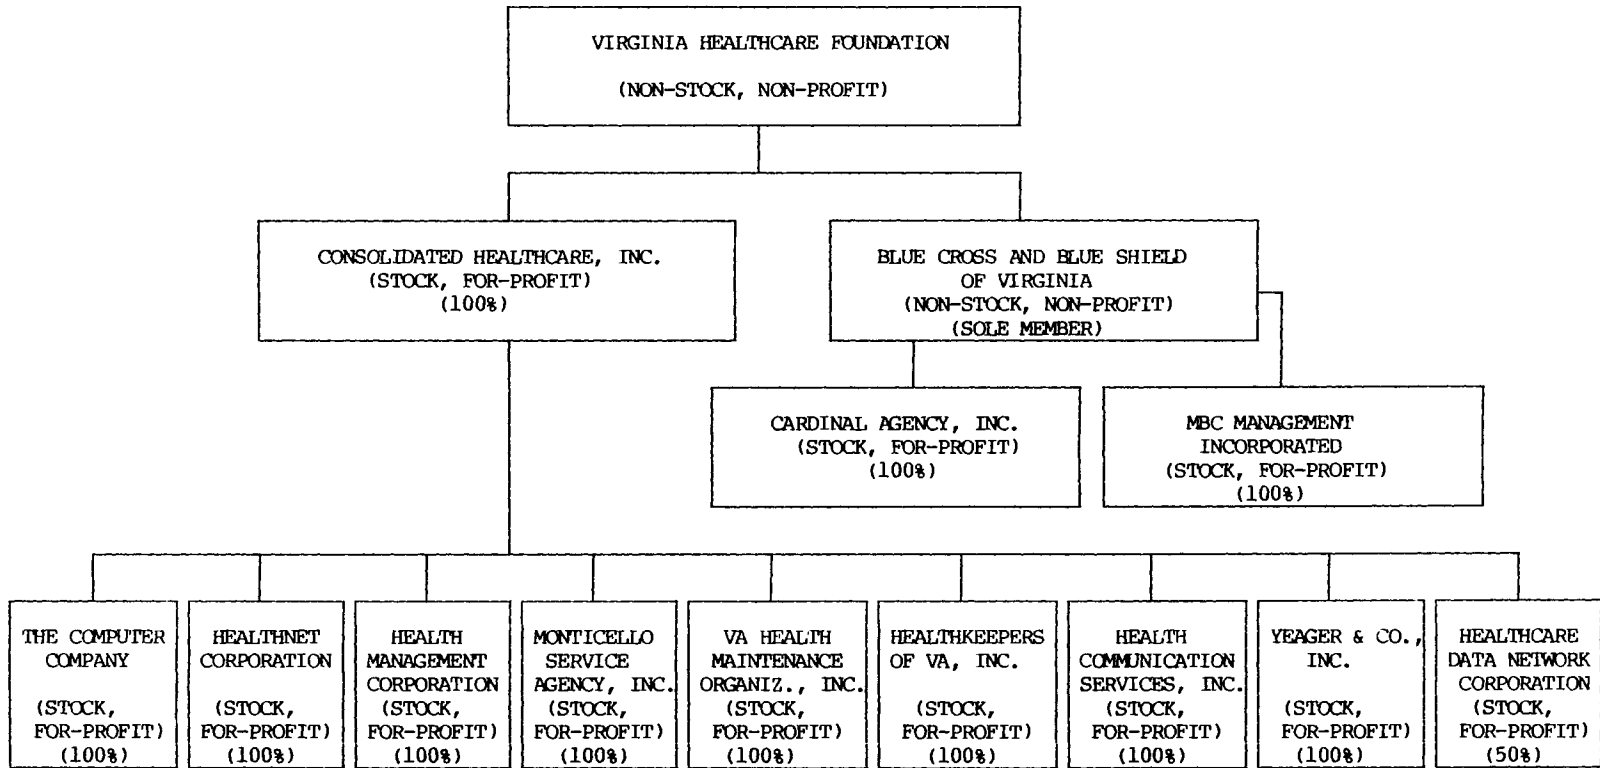 VIRGINIA HEALTHCARE FOUNDATION
(NON-STOCK, NON-PROFIT)
CONSOLIDATED HEALTHCARE, INC.
(STOCK, FOR-PROFIT)
(100%)
BLUE CROSS AND BLUE SHIELD
OF VIRGINIA
(NON-STOCK, NON-PROFIT)
(SOLE MEMBER)
CARDINAL AGENCY, INC.
(STOCK, FOR-PROFIT)
(100%)
MBC MANAGEMENT
INCORPORATED
(STOCK, FOR-PROFIT)
(100%)
THE COMPUTER
COMPANY
(STOCK,
FOR-PROFIT)
(100%)
HEALTHNET
CORPORATION
(STOCK,
FOR-PROFIT)
(100%)
HEALTH
MANAGEMENT
CORPORATION
(STOCK,
FOR-PROFIT)
(100%)
MONTICELLO
SERVICE
AGENCY, INC.
(STOCK,
FOR-PROFIT)
(100%)
VA HEALTH
MAINTENANCE
ORGANIZ., INC.
(STOCK,
FOR-PROFIT)
(100%)
HEALTHKEEPERS
OF VA, INC.
(STOCK,
FOR-PROFIT)
(100%)
HEALTH
COMMUNICATION
SERVICES, INC.
(STOCK,
FOR-PROFIT)
(100%)
YEAGER & CO.,
INC.
(STOCK,
FOR-PROFIT)
(100%)
HEALTHCARE
DATA NETWORK
CORPORATION
(STOCK,
FOR-PROFIT)
(50%)